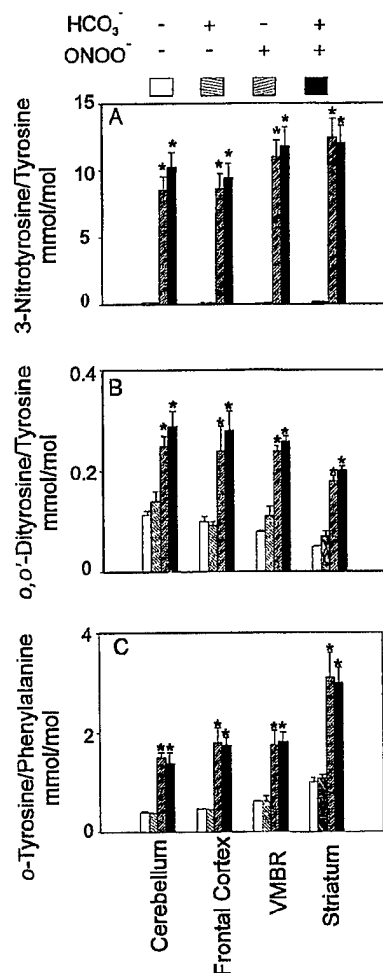 HCO₃⁻ - + - +
ONOO⁻ - - + +
A
3-Nitrotyrosine/Tyrosine
mmol/mol
15
10
5
0
* * * * * * * *
B
o,o'-Dityrosine/Tyrosine
mmol/mol
0.4
0.2
0
* * * * * * * *
C
o-Tyrosine/Phenylalanine
mmol/mol
4
2
0
* * * * * * * *
Cerebellum
Frontal Cortex
VMBR
Striatum